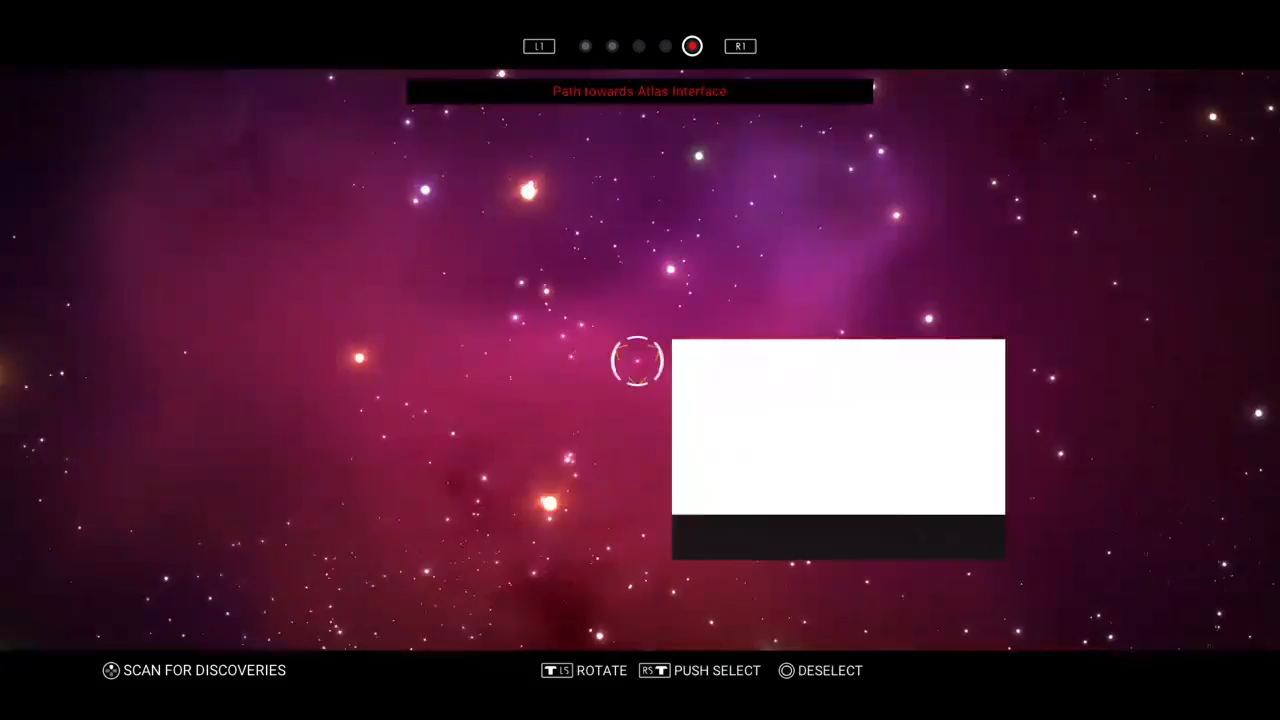 L1 R1
Path towards Atlas Interface
SCAN FOR DISCOVERIES LS ROTATE RS PUSH SELECT DESELECT